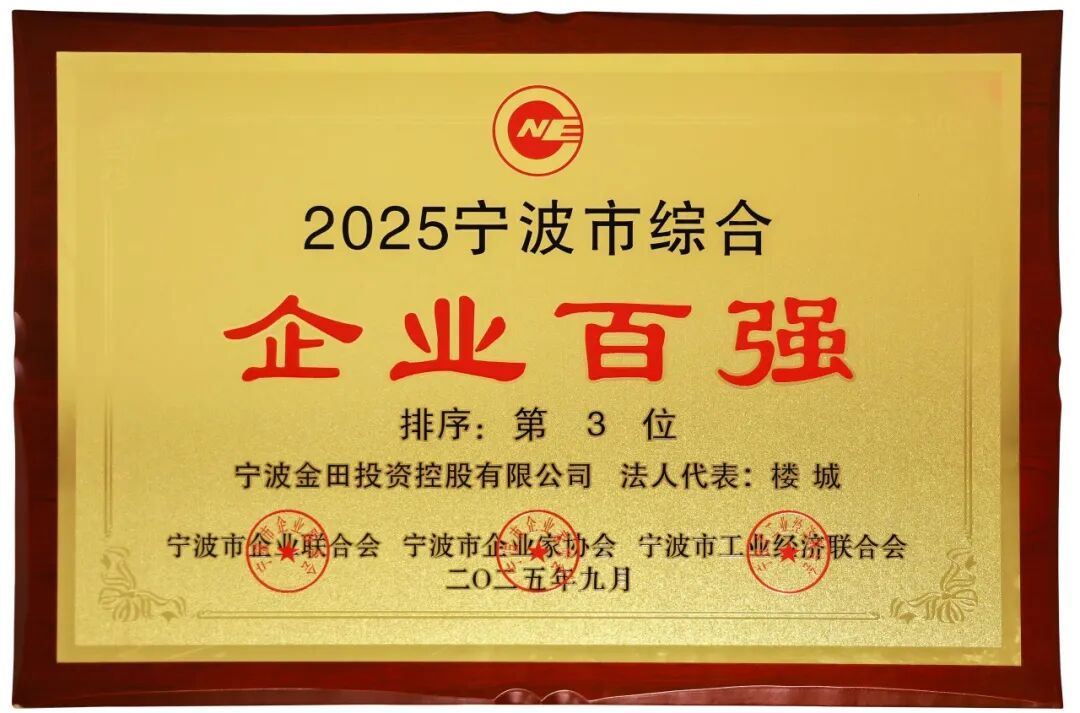 NE
2025宁波市综合
企业百强
排序：第 3 位
宁波金田投资控股有限公司 法人代表：楼 城
宁波市企业联合会 宁波市企业家协会 宁波市工业经济联合会
二〇二五年九月